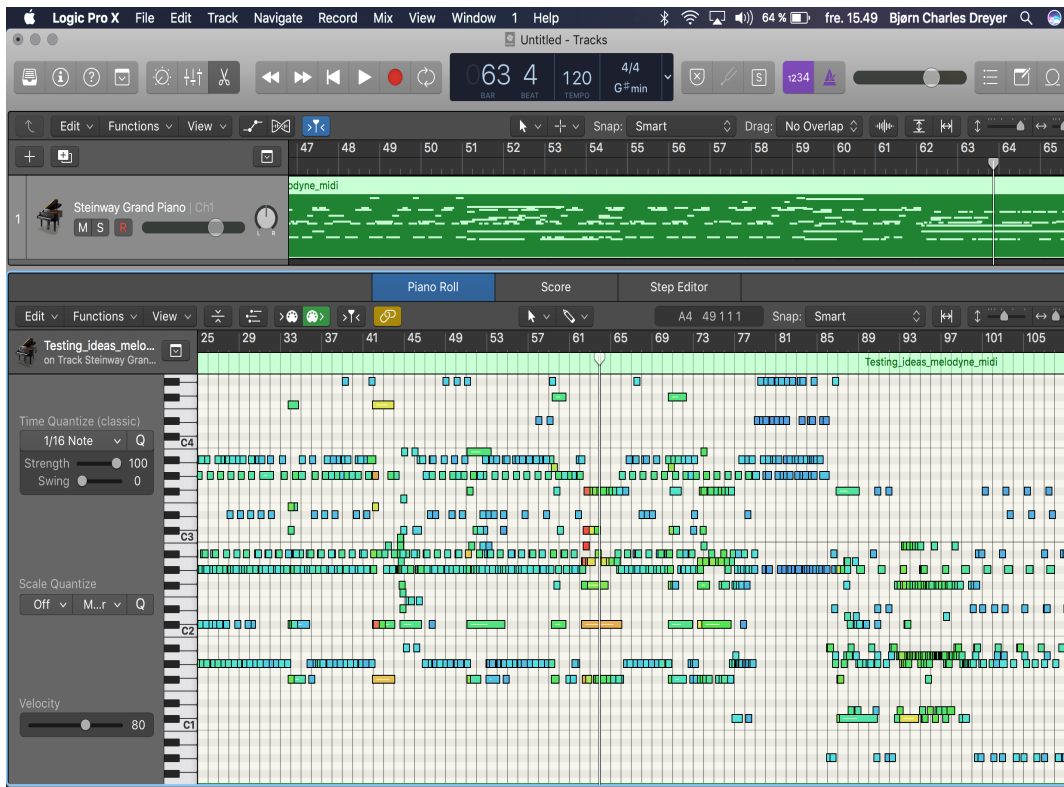 Logic Pro X File Edit Track Navigate Record Mix View Window 1 Help 64 % fre. 15.49 Bjørn Charles Dreyer
Untitled - Tracks
063 4 120 4/4 G#min
BAR BEAT TEMPO
1234
Edit Functions View Snap: Smart Drag: No Overlap
47 48 49 50 51 52 53 54 55 56 57 58 59 60 61 62 63 64 65
odyne_midi
1 Steinway Grand Piano | Ch1
M S R L R
Piano Roll Score Step Editor
Edit Functions View A4 49 1 1 1 Snap: Smart
25 29 33 37 41 45 49 53 57 61 65 69 73 77 81 85 89 93 97 101 105
Testing_ideas_melo...
on Track Steinway Gran...
Testing_ideas_melodyne_midi
Time Quantize (classic)
1/16 Note Q
C4
Strength 100
Swing 0
C3
Scale Quantize
Off M...r Q
C2
Velocity
80
C1